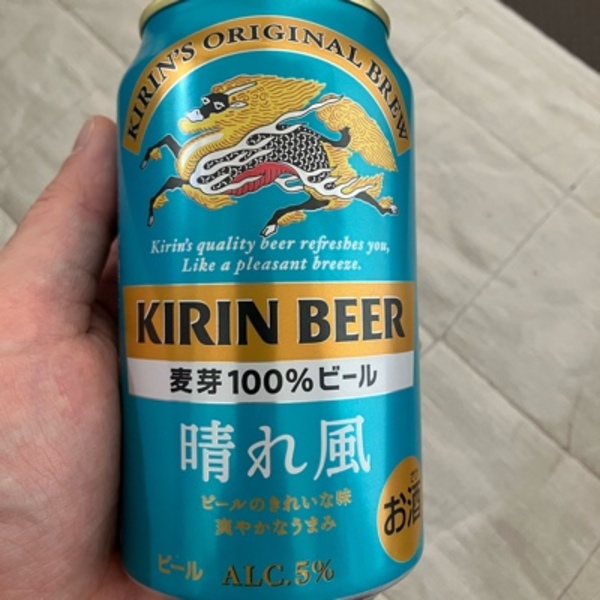 KIRIN'S ORIGINAL BREW
Kirin's quality beer refreshes you,
Like a pleasant breeze.
KIRIN BEER
麦芽100%ビール
晴れ風
ビールのきれいな味
爽やかなうまみ
お酒
ビール ALC.5%